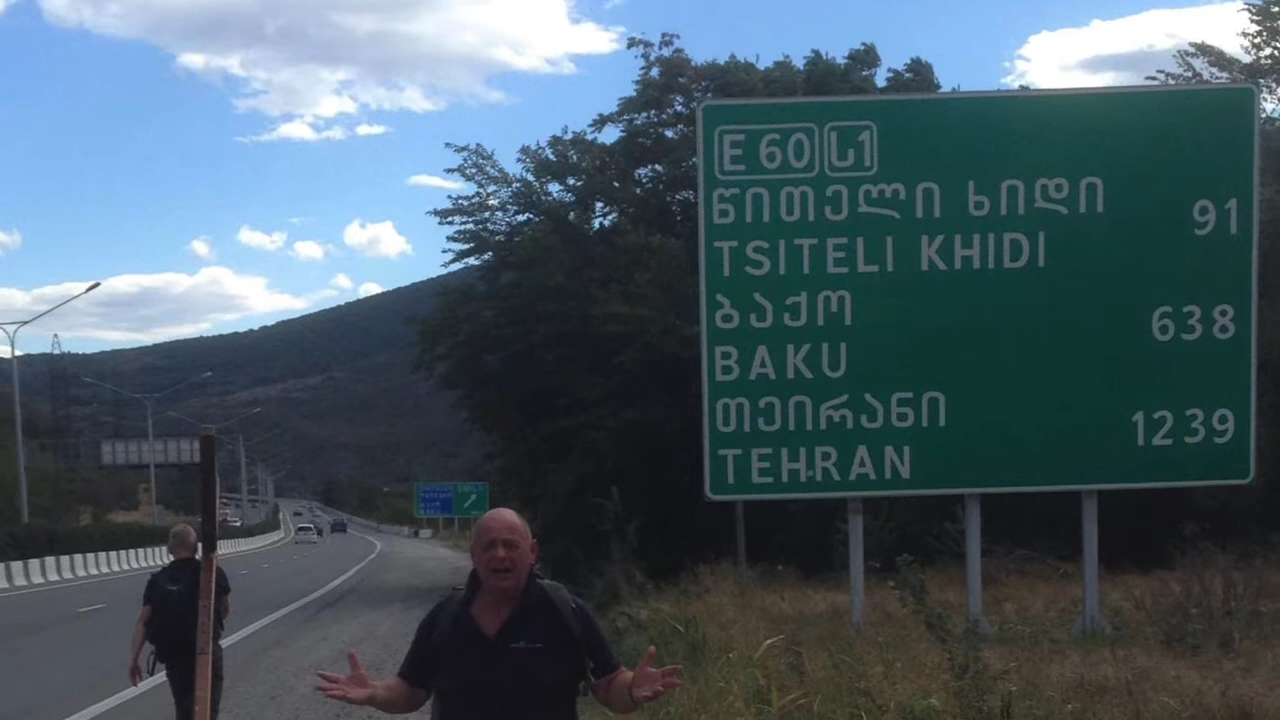 E 60 ს1
წითელი ხიდი 91
TSITELI KHIDI
ბაქო 638
BAKU
თეირანი 1239
TEHRAN